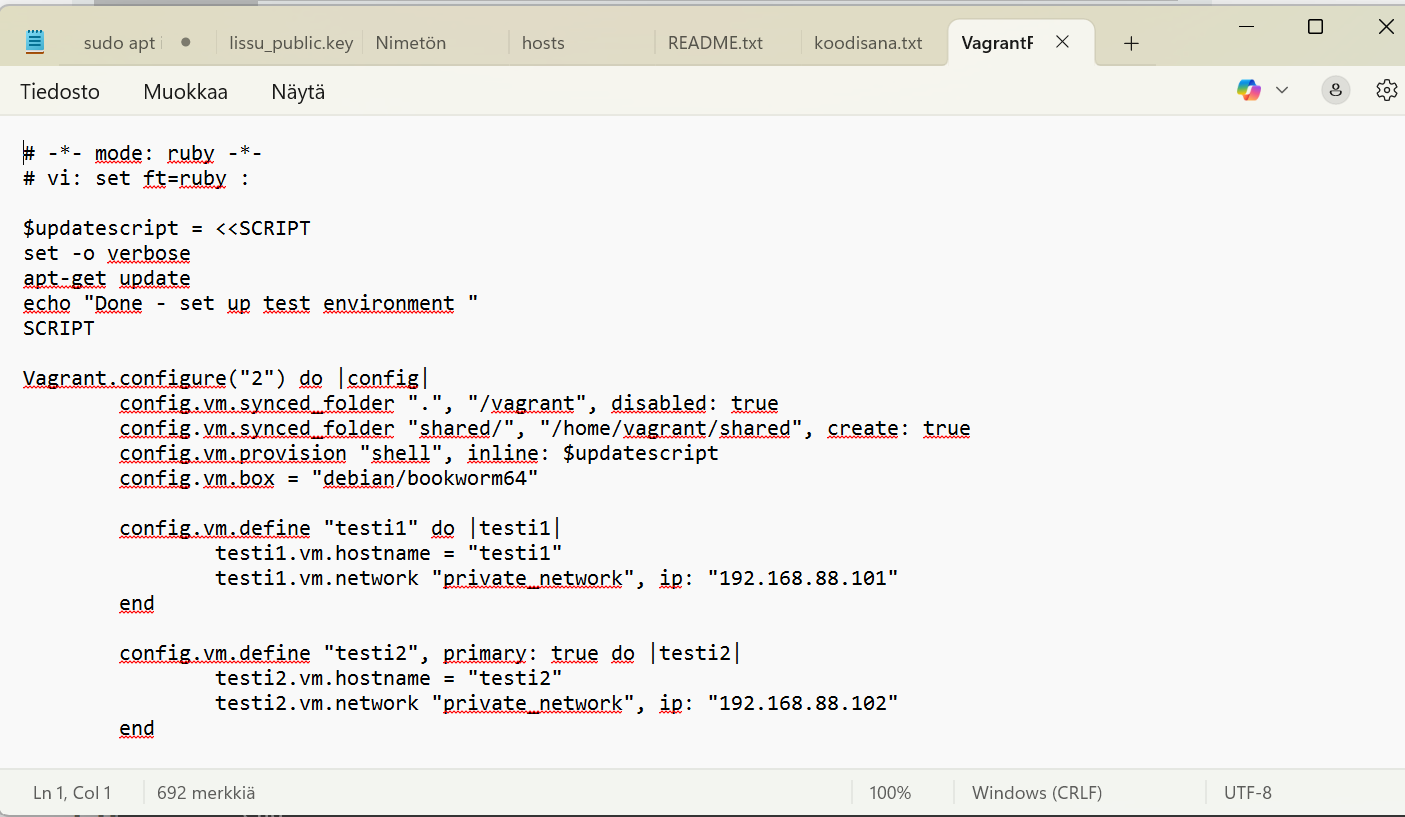 sudo apt i
lissu_public.key
Nimetön
hosts
README.txt
koodisana.txt
VagrantF
Tiedosto
Muokkaa
Näytä
# -*- mode: ruby -*-
# vi: set ft=ruby :
$updatescript = <<SCRIPT
set -o verbose
apt-get update
echo "Done - set up test environment "
SCRIPT
Vagrant.configure("2") do |config|
config.vm.synced_folder ".", "/vagrant", disabled: true
config.vm.synced_folder "shared/", "/home/vagrant/shared", create: true
config.vm.provision "shell", inline: $updatescript
config.vm.box = "debian/bookworm64"
config.vm.define "testi1" do |testi1|
testi1.vm.hostname = "testi1"
testi1.vm.network "private_network", ip: "192.168.88.101"
end
config.vm.define "testi2", primary: true do |testi2|
testi2.vm.hostname = "testi2"
testi2.vm.network "private_network", ip: "192.168.88.102"
end
Ln 1, Col 1
692 merkkiä
100%
Windows (CRLF)
UTF-8